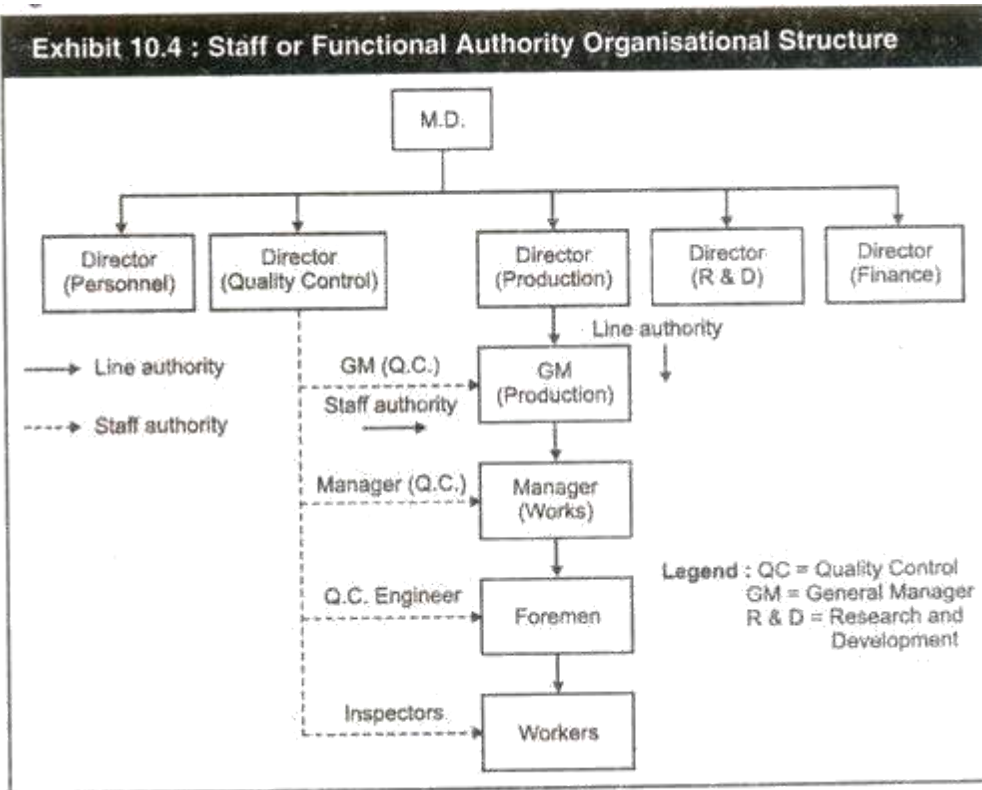 Exhibit 10.4 : Staff or Functional Authority Organisational Structure
M.D.
Director
(Personnel)
Director
(Quality Control)
Director
(Production)
Director
(R & D)
Director
(Finance)
Line authority
Line authority
Staff authority
GM (Q.C.)
Staff authority
GM
(Production)
Manager (Q.C.)
Manager
(Works)
Q.C. Engineer
Foremen
Inspectors
Workers
Legend : QC = Quality Control
GM = General Manager
R & D = Research and
Development